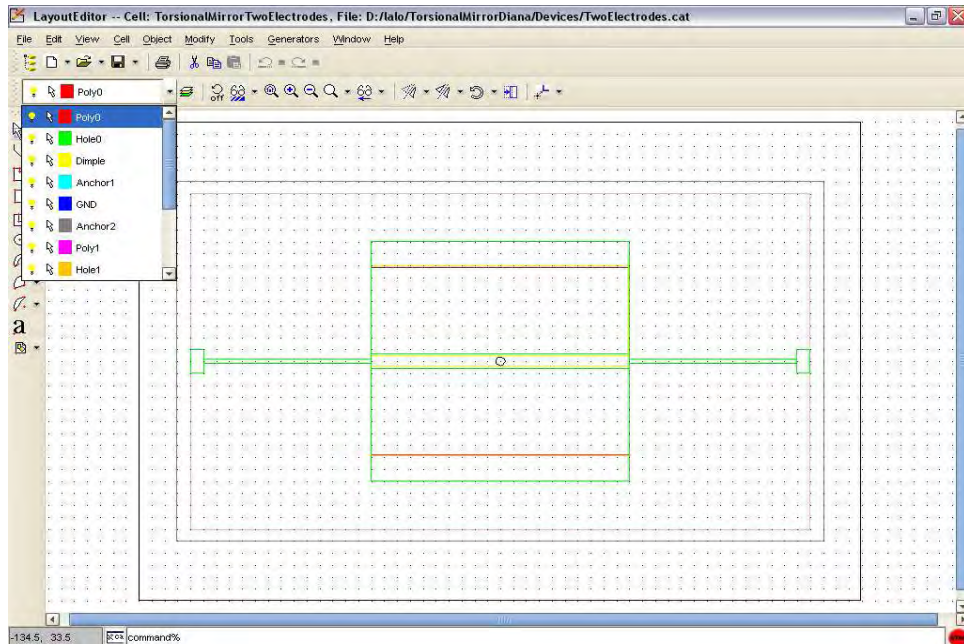 LayoutEditor -- Cell: TorsionalMirrorTwoElectrodes, File: D:/lalo/TorsionalMirrorDiana/Devices/TwoElectrodes.cat
File Edit View Cell Object Modify Tools Generators Window Help
Poly0
off
Poly0
Hole0
Dimple
Anchor1
GND
Anchor2
Poly1
Hole1
a
-134.5, 33.5 command%